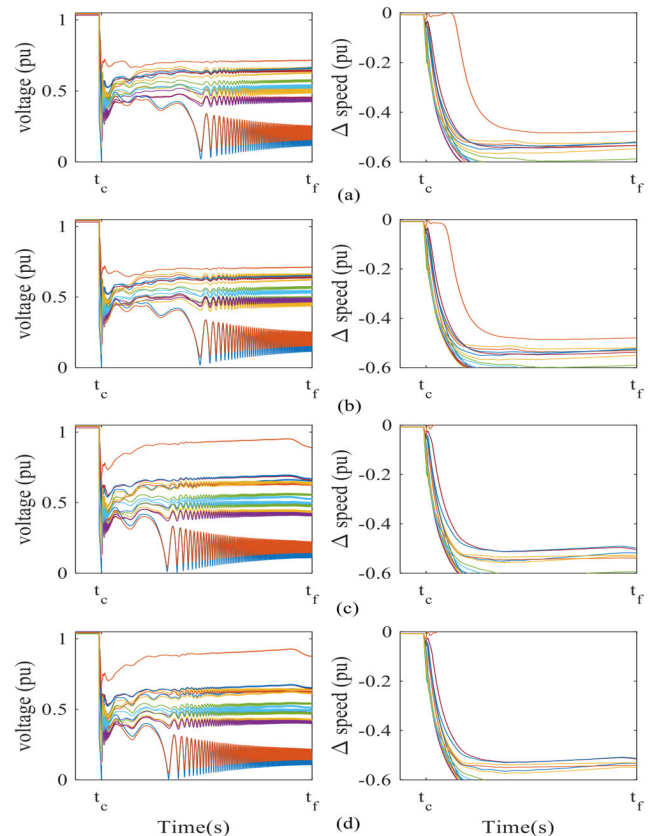 voltage (pu)
1
0.5
0
t_c
t_f
Δ speed (pu)
0
-0.2
-0.4
-0.6
t_c
t_f
(a)
voltage (pu)
1
0.5
0
t_c
t_f
Δ speed (pu)
0
-0.2
-0.4
-0.6
t_c
t_f
(b)
voltage (pu)
1
0.5
0
t_c
t_f
Δ speed (pu)
0
-0.2
-0.4
-0.6
t_c
t_f
(c)
voltage (pu)
1
0.5
0
t_c
t_f
Time(s)
Δ speed (pu)
0
-0.2
-0.4
-0.6
t_c
t_f
Time(s)
(d)